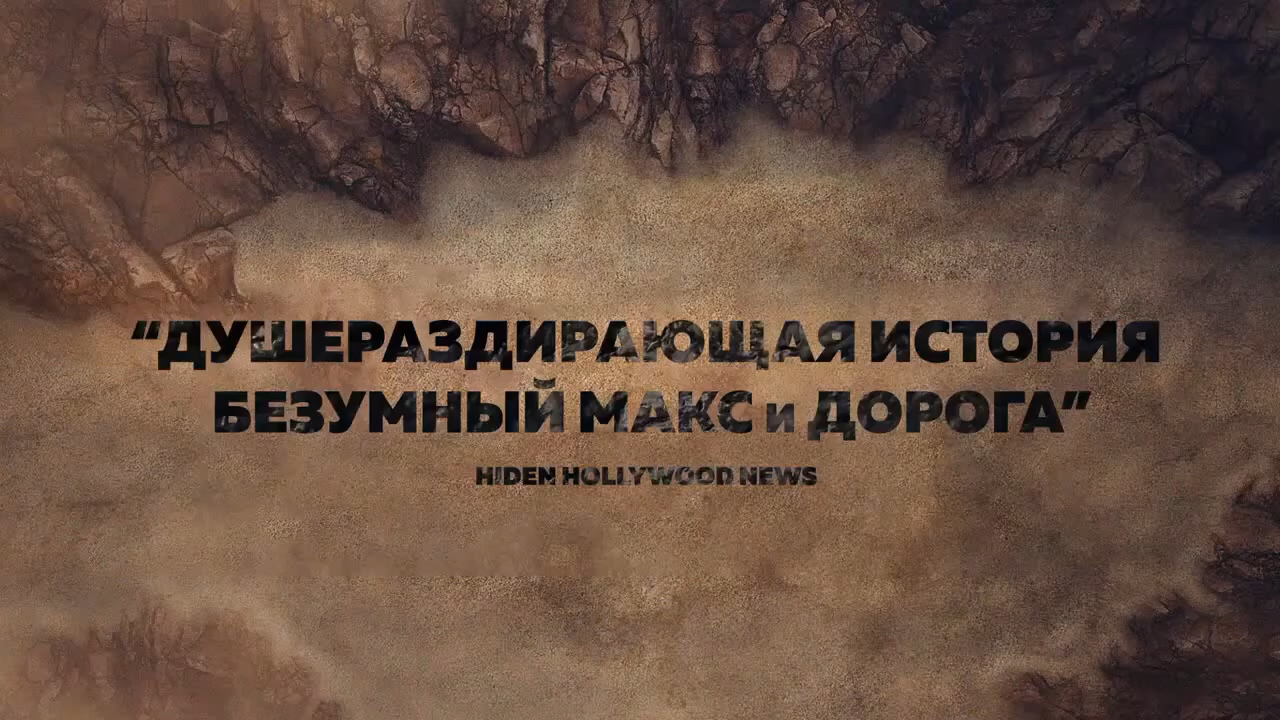 “ДУШЕРАЗДИРАЮЩАЯ ИСТОРИЯ
БЕЗУМНЫЙ МАКС и ДОРОГА”
HIDEN HOLLYWOOD NEWS